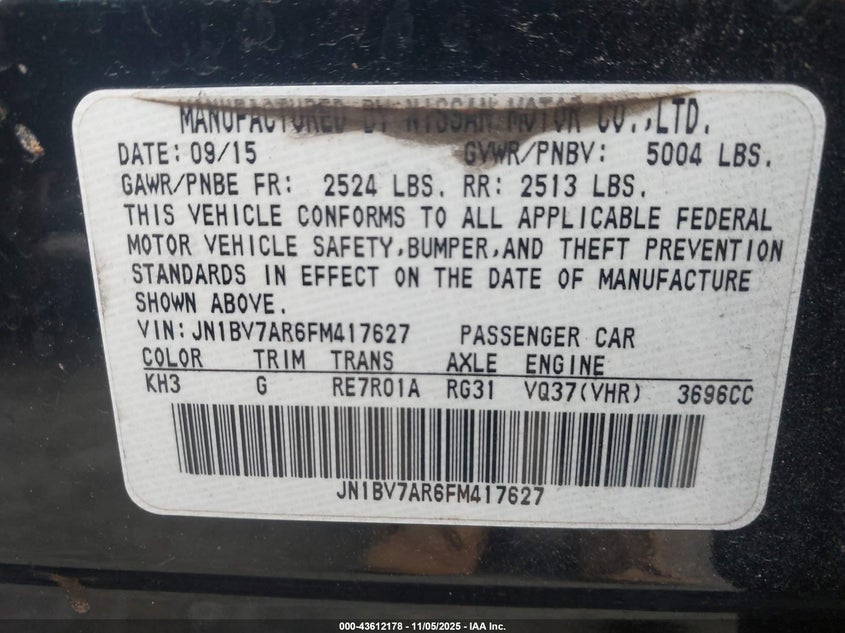 MANUFACTURED BY NISSAN MOTOR CO.,LTD.
DATE: 09/15 GVWR/PNBV: 5004 LBS.
GAWR/PNBE FR: 2524 LBS. RR: 2513 LBS.
THIS VEHICLE CONFORMS TO ALL APPLICABLE FEDERAL
MOTOR VEHICLE SAFETY,BUMPER,AND THEFT PREVENTION
STANDARDS IN EFFECT ON THE DATE OF MANUFACTURE
SHOWN ABOVE.
VIN:JN1BV7AR6FM417627 PASSENGER CAR
COLOR TRIM TRANS AXLE ENGINE
KH3 G RE7R01A RG31 VQ37(VHR) 3696CC
JN1BV7AR6FM417627
000-43612178 - 11/05/2025 - IAA Inc.